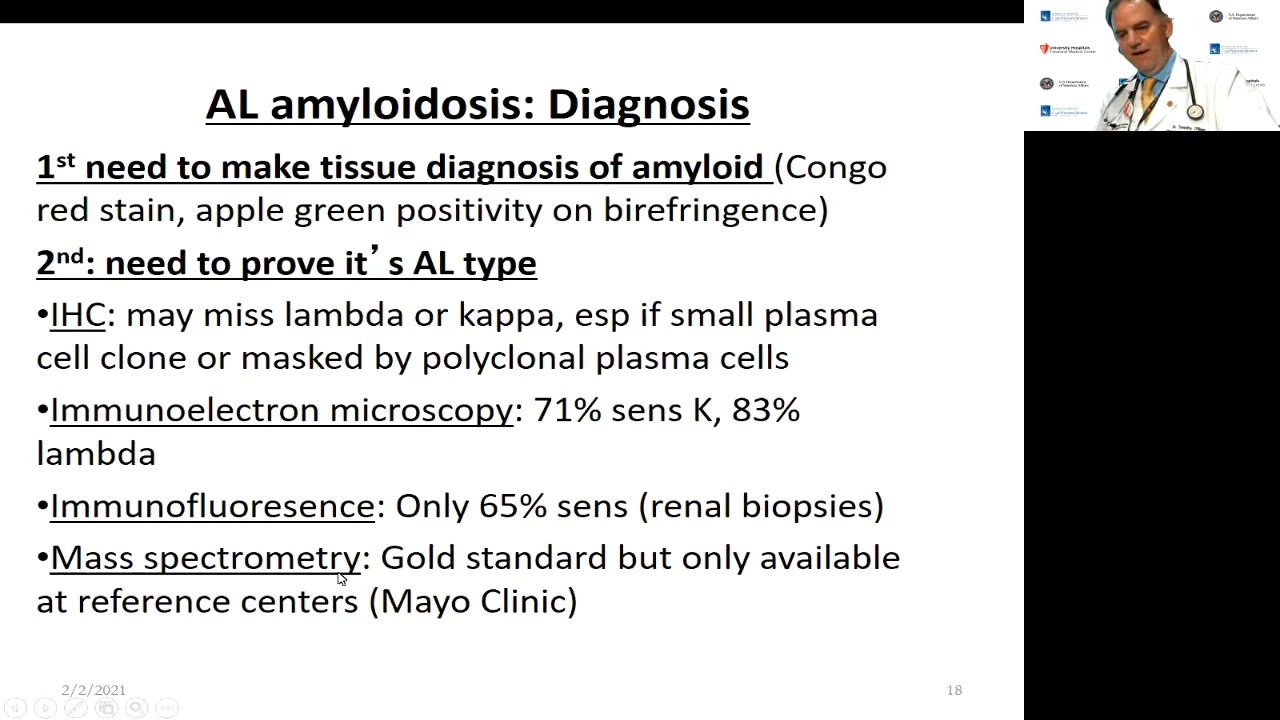 AL amyloidosis: Diagnosis
1st need to make tissue diagnosis of amyloid (Congo
red stain, apple green positivity on birefringence)
2nd: need to prove it’ s AL type
•IHC: may miss lambda or kappa, esp if small plasma
cell clone or masked by polyclonal plasma cells
•Immunoelectron microscopy: 71% sens K, 83%
lambda
•Immunofluoresence: Only 65% sens (renal biopsies)
•Mass spectrometry: Gold standard but only available
at reference centers (Mayo Clinic)
2/2/2021
18
University Hospitals